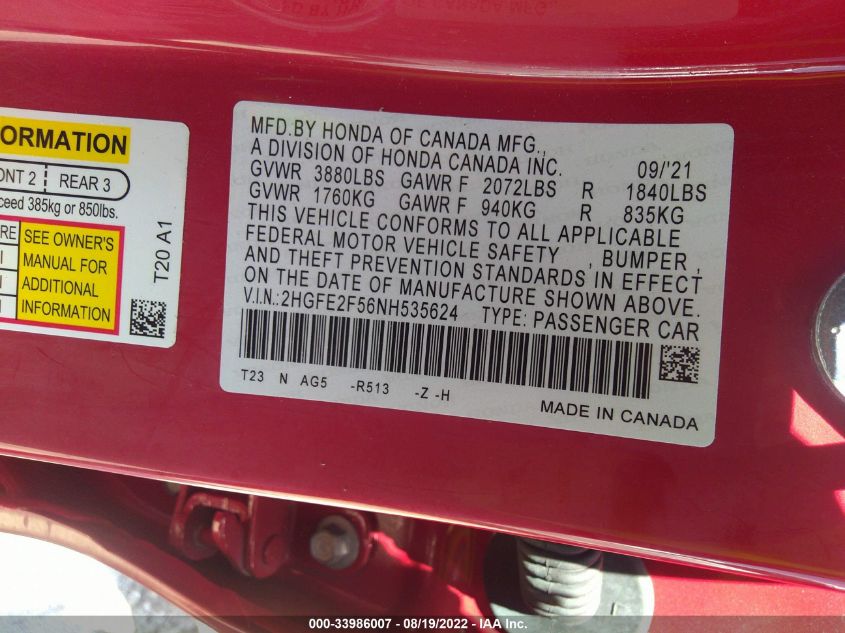 ORMATION
ONT 2 REAR 3
ceed 385kg or 850lbs.
RE
SEE OWNER'S
MANUAL FOR
ADDITIONAL
INFORMATION
T20 A1
MFD.BY HONDA OF CANADA MFG.,
A DIVISION OF HONDA CANADA INC. 09/'21
GVWR 3880LBS GAWR F 2072LBS R 1840LBS
GVWR 1760KG GAWR F 940KG R 835KG
THIS VEHICLE CONFORMS TO ALL APPLICABLE
FEDERAL MOTOR VEHICLE SAFETY , BUMPER ,
AND THEFT PREVENTION STANDARDS IN EFFECT
ON THE DATE OF MANUFACTURE SHOWN ABOVE.
V.I.N.:2HGFE2F56NH535624 TYPE: PASSENGER CAR
T23 N AG5 -R513 -Z -H
MADE IN CANADA
000-33986007 - 08/19/2022 - IAA Inc.